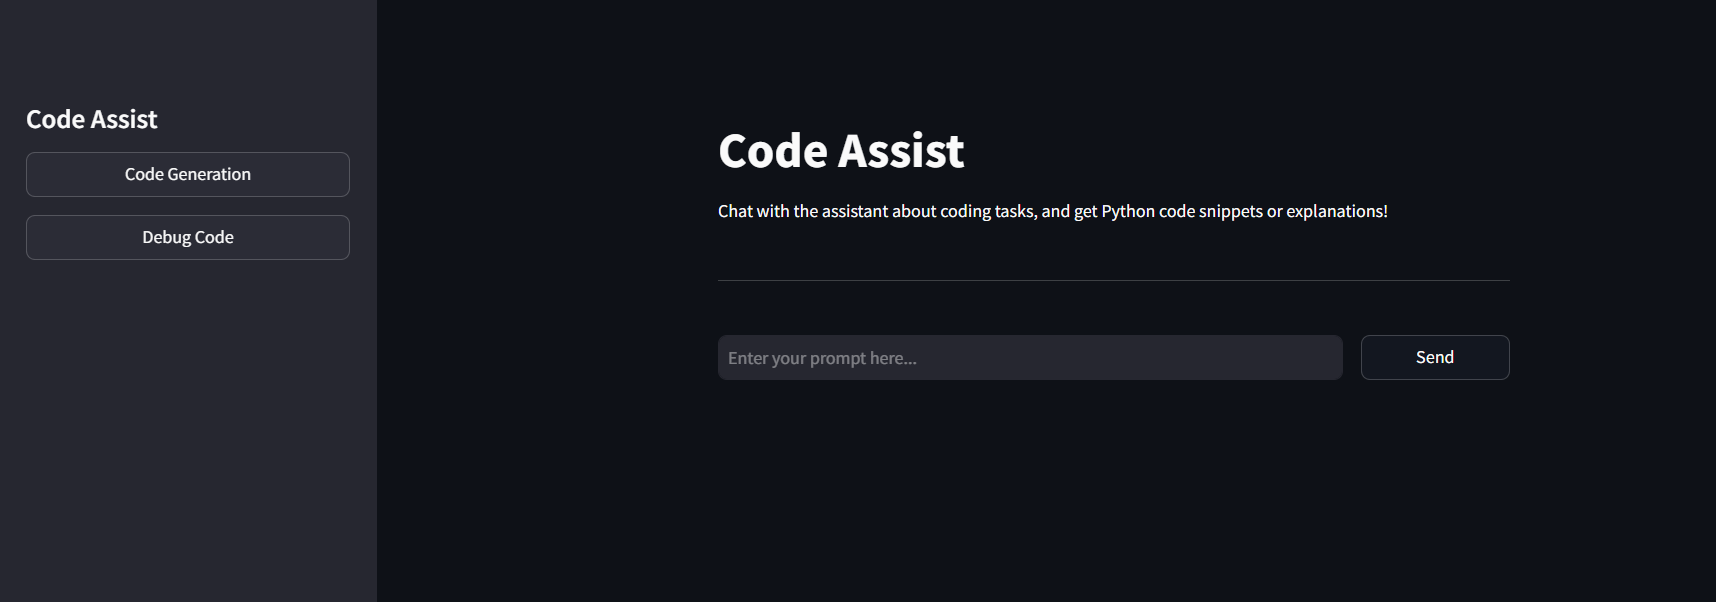 Code Assist
Code Generation
Debug Code
Code Assist
Chat with the assistant about coding tasks, and get Python code snippets or explanations!
Enter your prompt here...
Send